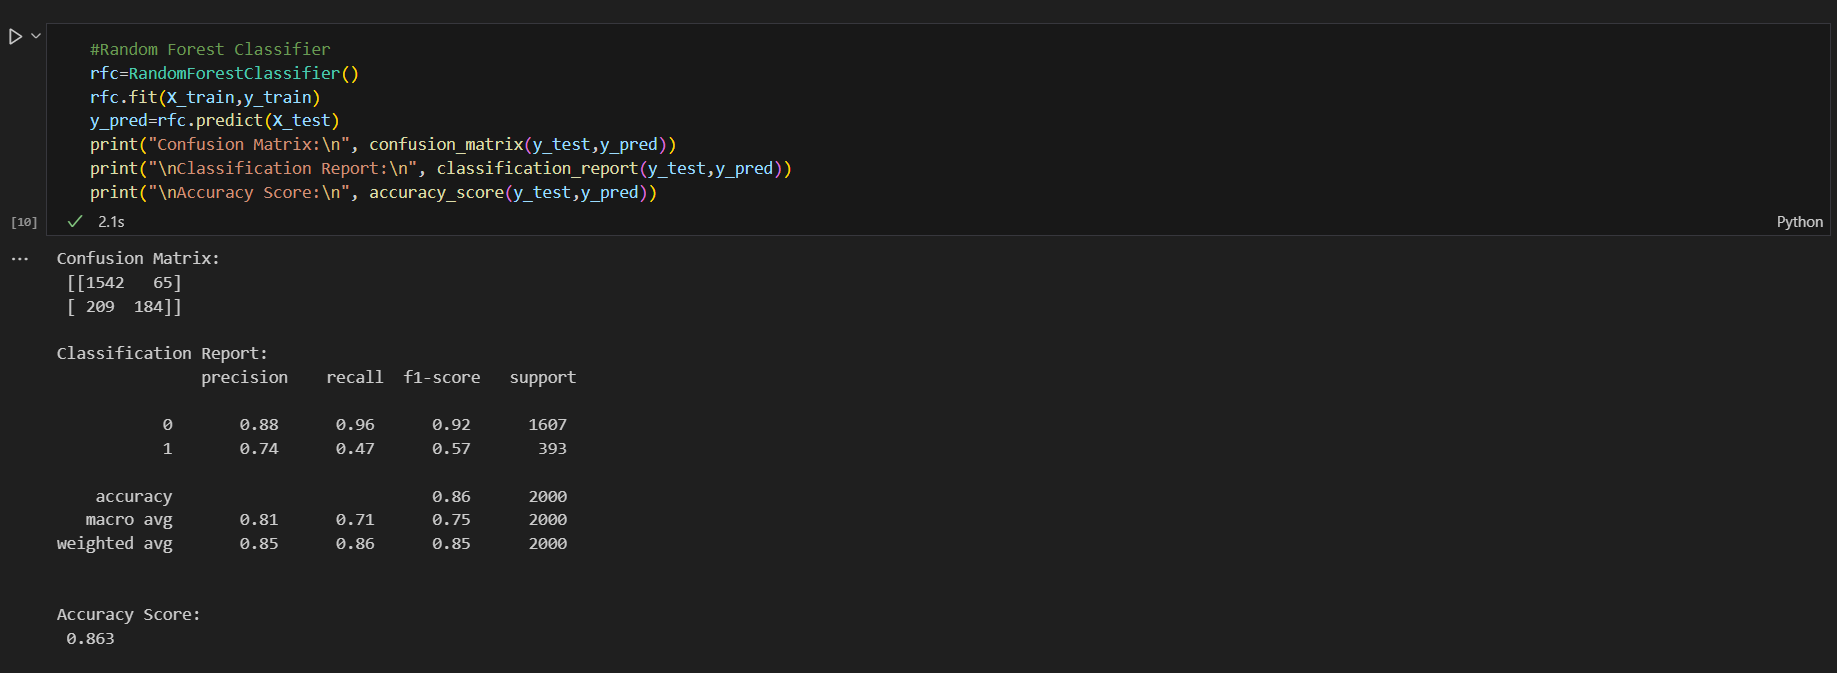 #Random Forest Classifier
rfc=RandomForestClassifier()
rfc.fit(X_train,y_train)
y_pred=rfc.predict(X_test)
print("Confusion Matrix:\n", confusion_matrix(y_test,y_pred))
print("\nClassification Report:\n", classification_report(y_test,y_pred))
print("\nAccuracy Score:\n", accuracy_score(y_test,y_pred))
[10] 2.1s Python
Confusion Matrix:
[[1542   65]
[ 209  184]]
Classification Report:
precision    recall  f1-score   support
0       0.88      0.96      0.92      1607
1       0.74      0.47      0.57       393
accuracy                           0.86      2000
macro avg       0.81      0.71      0.75      2000
weighted avg       0.85      0.86      0.85      2000
Accuracy Score:
0.863